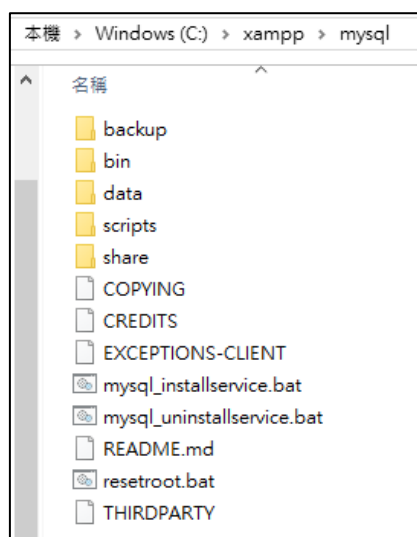 本機 > Windows (C:) > xampp > mysql
名稱
backup
bin
data
scripts
share
COPYING
CREDITS
EXCEPTIONS-CLIENT
mysql_installservice.bat
mysql_uninstallservice.bat
README.md
resetroot.bat
THIRDPARTY